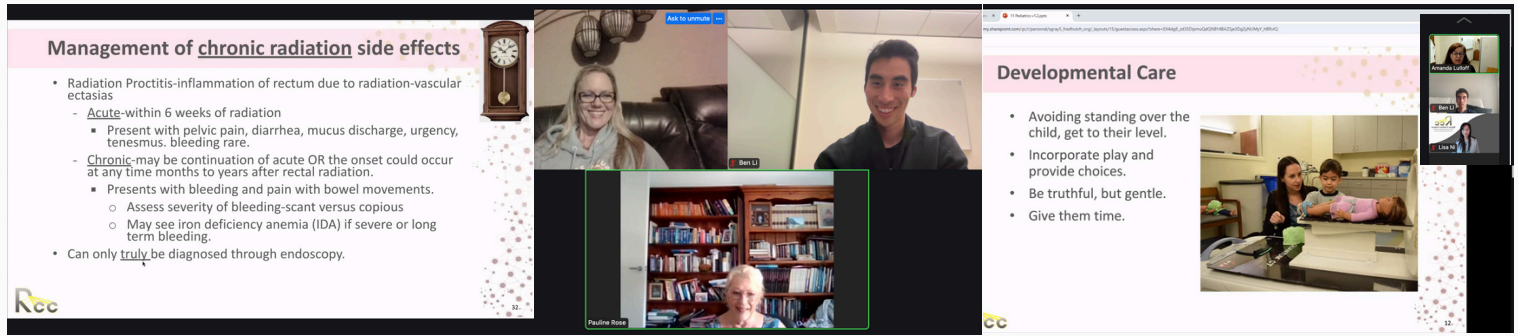 Management of chronic radiation side effects
• Radiation Proctitis-inflammation of rectum due to radiation-vascular
ectasias
- Acute-within 6 weeks of radiation
▪ Present with pelvic pain, diarrhea, mucus discharge, urgency,
tenesmus. bleeding rare.
- Chronic-may be continuation of acute OR the onset could occur
at any time months to years after rectal radiation.
▪ Presents with bleeding and pain with bowel movements.
o Assess severity of bleeding-scant versus copious
o May see iron deficiency anemia (IDA) if severe or long
term bleeding.
• Can only truly be diagnosed through endoscopy.
Rcc
32
Ask to unmute
Ben Li
Pauline Rose
Developmental Care
• Avoiding standing over the
child, get to their level.
• Incorporate play and
provide choices.
• Be truthful, but gentle.
• Give them time.
cc
12
Amanda Lulloff
Ben Li
Lisa Ni